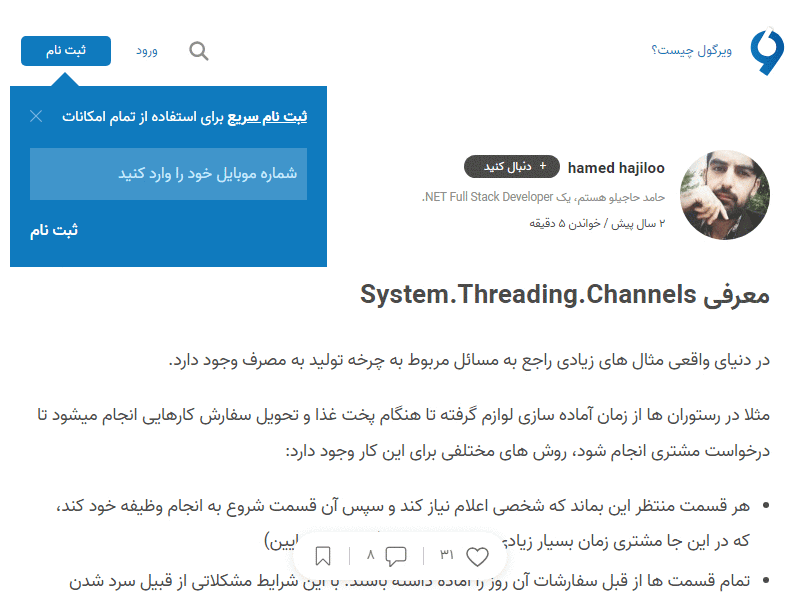 ویرگول چیست؟
ورود
ثبت نام
ثبت نام سریع برای استفاده از تمام امکانات
شماره موبایل خود را وارد کنید
ثبت نام
hamed hajiloo
+ دنبال کنید
حامد حاجیلو هستم، یک NET Full Stack Developer.
۲ سال پیش / خواندن ۵ دقیقه
معرفی System.Threading.Channels
در دنیای واقعی مثال های زیادی راجع به مسائل مربوط به چرخه تولید به مصرف وجود دارد.
مثلا در رستوران ها از زمان آماده سازی لوازم گرفته تا هنگام پخت غذا و تحویل سفارش کارهایی انجام میشود تا
درخواست مشتری انجام شود، روش های مختلفی برای این کار وجود دارد:
هر قسمت منتظر این بماند که شخصی اعلام نیاز کند و سپس آن قسمت شروع به انجام وظیفه خود کند،
که در این جا مشتری زمان بسیار زیادی
تمام قسمت ها از قبل سفارشات آن روز را آماده داشته باشند. با این شرایط مشکلاتی از قبیل سرد شدن
۳۱
۸